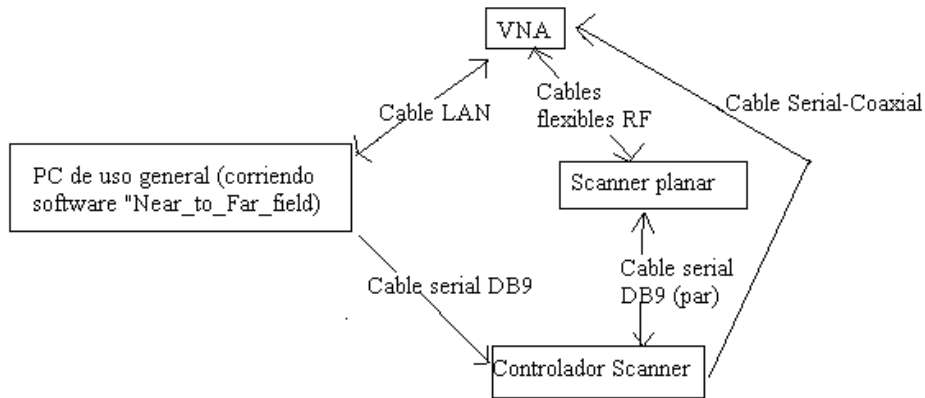 VNA
Cable LAN
Cables
flexibles RF
Cable Serial-Coaxial
PC de uso general (corriendo
software "Near_to_Far_field)
Scanner planar
Cable serial DB9
Cable serial
DB9 (par)
Controlador Scanner